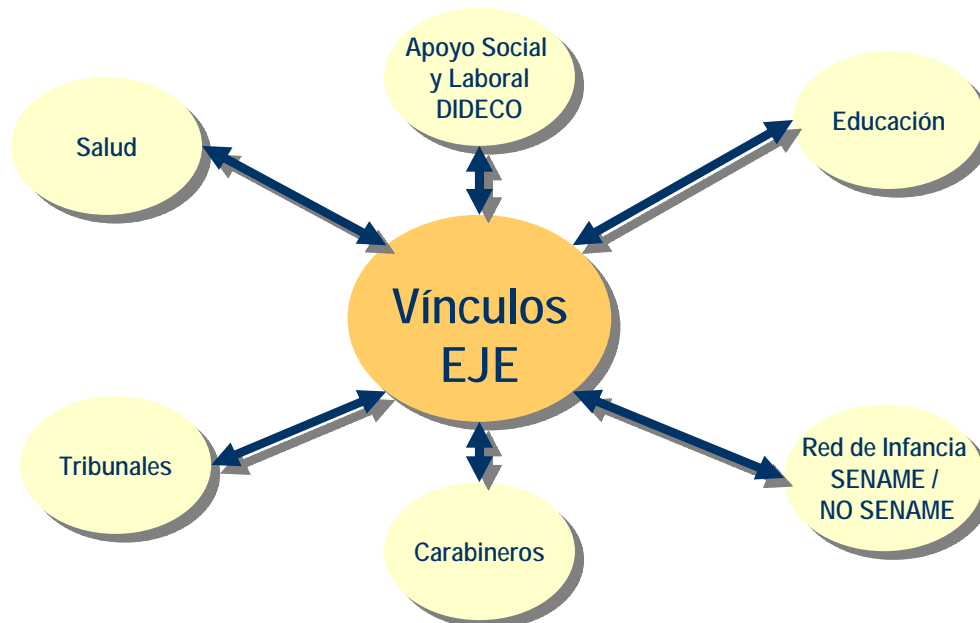 Apoyo Social
y Laboral
DIDECO
Salud
Educación
Vínculos
EJE
Tribunales
Carabineros
Red de Infancia
SENAME /
NO SENAME